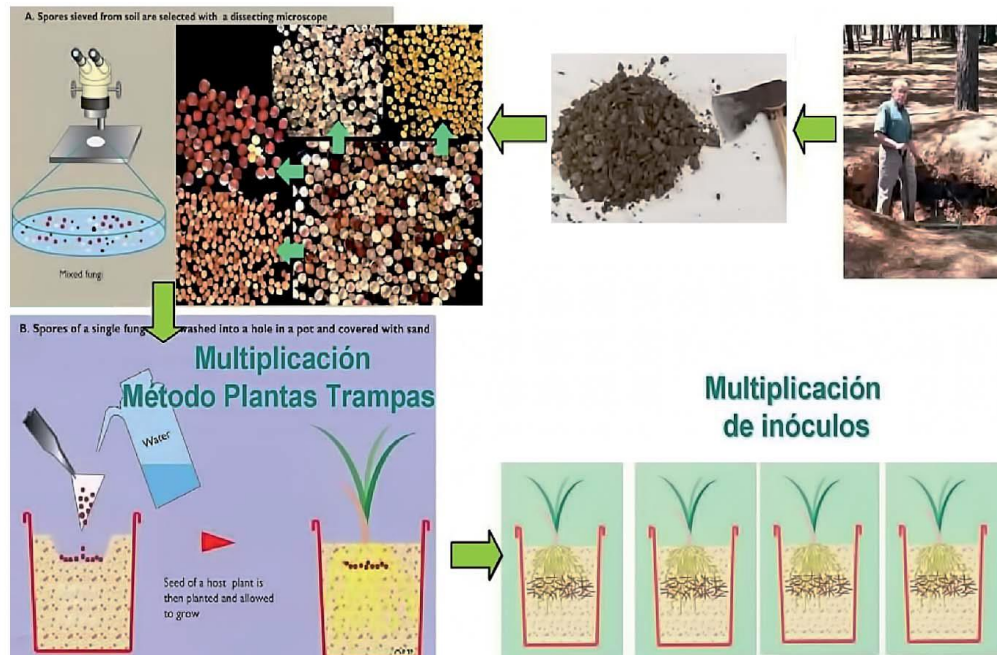 A. Spores sieved from soil are selected with a dissecting microscope
Mixed fungi
B. Spores of a single fung washed into a hole in a pot and covered with sand
Multiplicación
Método Plantas Trampas
Water
Seed of a host plant is
then planted and allowed
to grow
Multiplicación
de inóculos